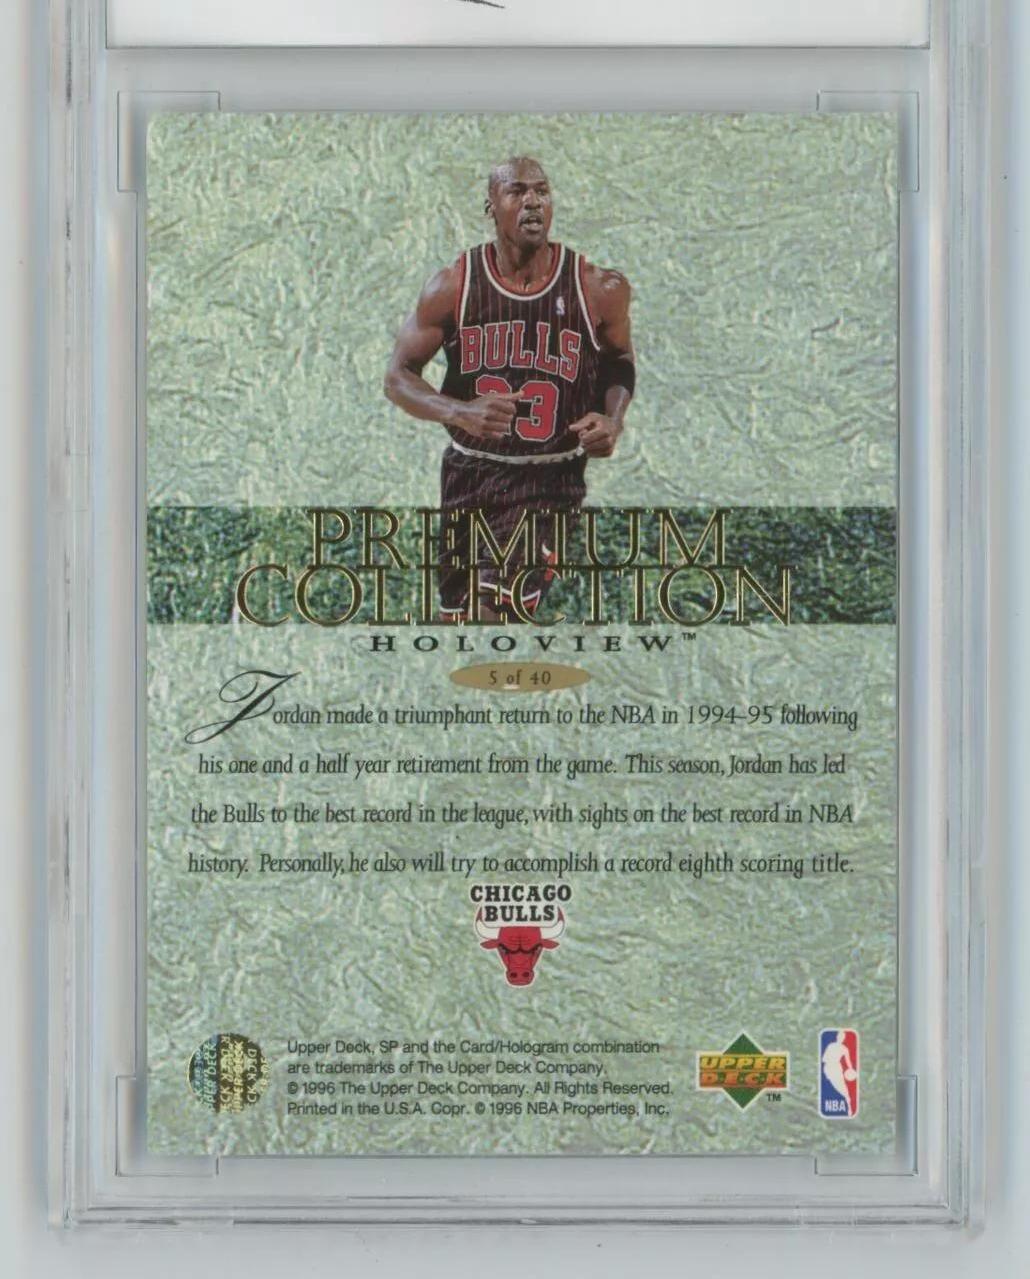 BULLS
23
PREMIUM
COLLECTION
HOLOVIEW™
5 of 40
Jordan made a triumphant return to the NBA in 1994–95 following
his one and a half year retirement from the game. This season, Jordan has led
the Bulls to the best record in the league, with sights on the best record in NBA
history. Personally, he also will try to accomplish a record eighth scoring title.
CHICAGO
BULLS
Upper Deck, SP and the Card/Hologram combination
are trademarks of The Upper Deck Company.
© 1996 The Upper Deck Company. All Rights Reserved.
Printed in the U.S.A. Copr. © 1996 NBA Properties, Inc.
UPPER
DECK
™
NBA